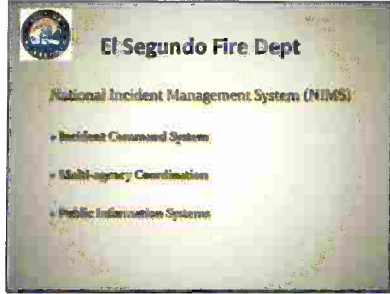 El Segundo Fire Dept
National Incident Management System (NIMS)
Incident Command System
Multi-agency Coordination
Public Information Systems